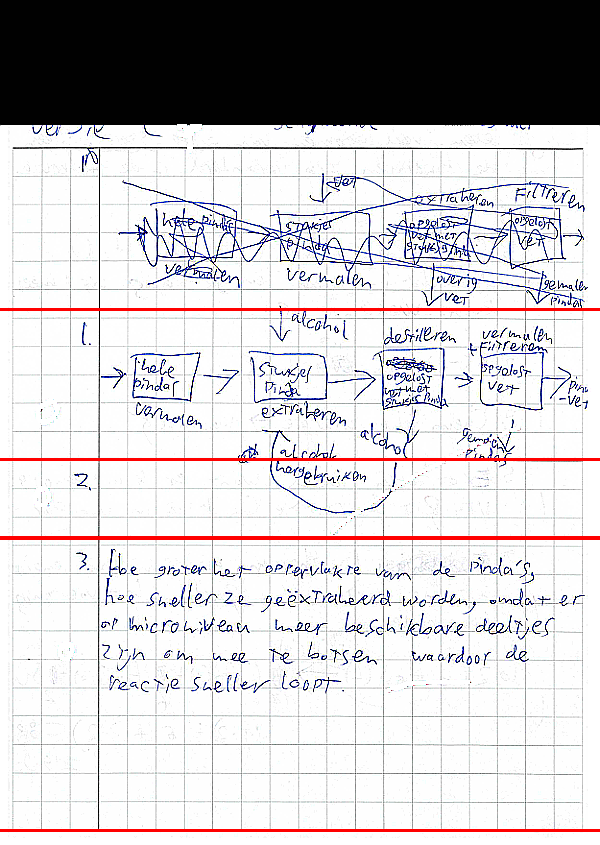 versie
vet
extraheren
Filtreren
hele pinda's
stukjes pinda
opgelost vet met stukjes pinda
opgelost vet
vermalen
vermalen
overig vet
gemalen pindas
1.
alcohol
destilleren
vermalen + Filtreren
hele pindas
stukjes pinda
opgelost vet met stukjes pinda
opgelost vet
pinda-vet
vermalen
extraheren
alcohol
gemalen pindas
alcohol
hergebruiken
2.
3. Hoe groter het oppervlakte van de pinda's,
hoe sneller ze geëxtraheerd worden, omdat er
op microniveau meer beschikbare deeltjes
zijn om mee te botsen waardoor de
reactie sneller loopt.